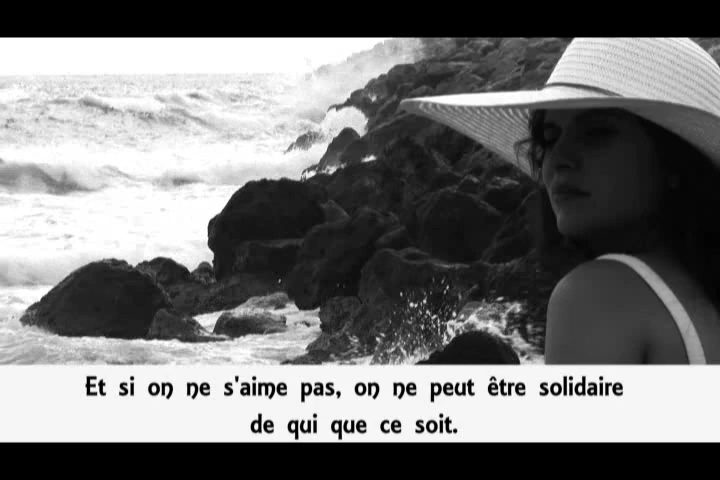 Et si on ne s'aime pas, on ne peut être solidaire
de qui que ce soit.